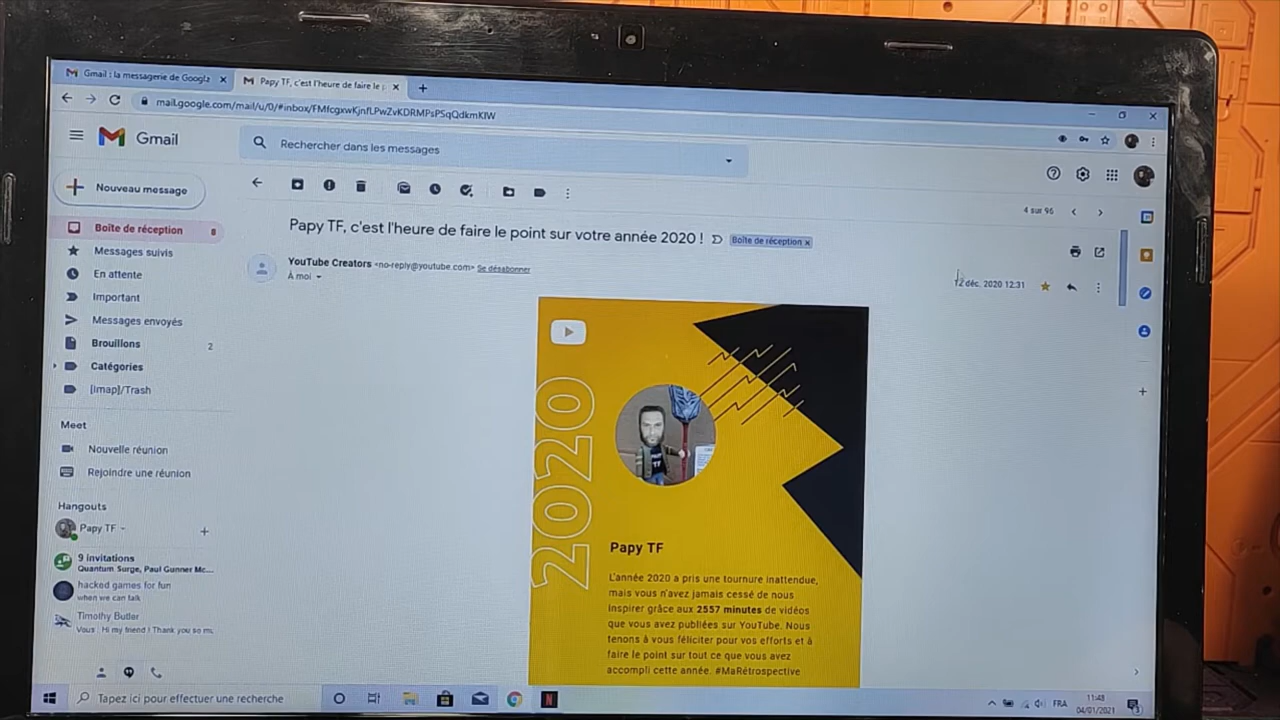 Gmail : la messagerie de Google
Papy TF, c'est l'heure de faire le p
mail.google.com/mail/u/0/#inbox/FMfcgxwKjnfLPwZvKDRMPsPSqQdkmKlW
Gmail
Rechercher dans les messages
Nouveau message
4 sur 96
Boîte de réception 8
Papy TF, c'est l'heure de faire le point sur votre année 2020 ! Boîte de réception x
Messages suivis
YouTube Creators <no-reply@youtube.com> Se désabonner
À moi
12 déc. 2020 12:31
En attente
Important
Messages envoyés
Brouillons 2
Catégories
[Imap]/Trash
Meet
Nouvelle réunion
Rejoindre une réunion
Hangouts
Papy TF
9 invitations
Quantum Surge, Paul Gunner Mc...
hacked games for fun
when we can talk
Timothy Butler
Vous : Hi my friend ! Thank you so mu
2020
Papy TF
L'année 2020 a pris une tournure inattendue,
mais vous n'avez jamais cessé de nous
inspirer grâce aux 2557 minutes de vidéos
que vous avez publiées sur YouTube. Nous
tenons à vous féliciter pour vos efforts et à
faire le point sur tout ce que vous avez
accompli cette année. #MaRétrospective
Tapez ici pour effectuer une recherche
N
FRA
11:48
04/01/2021
3